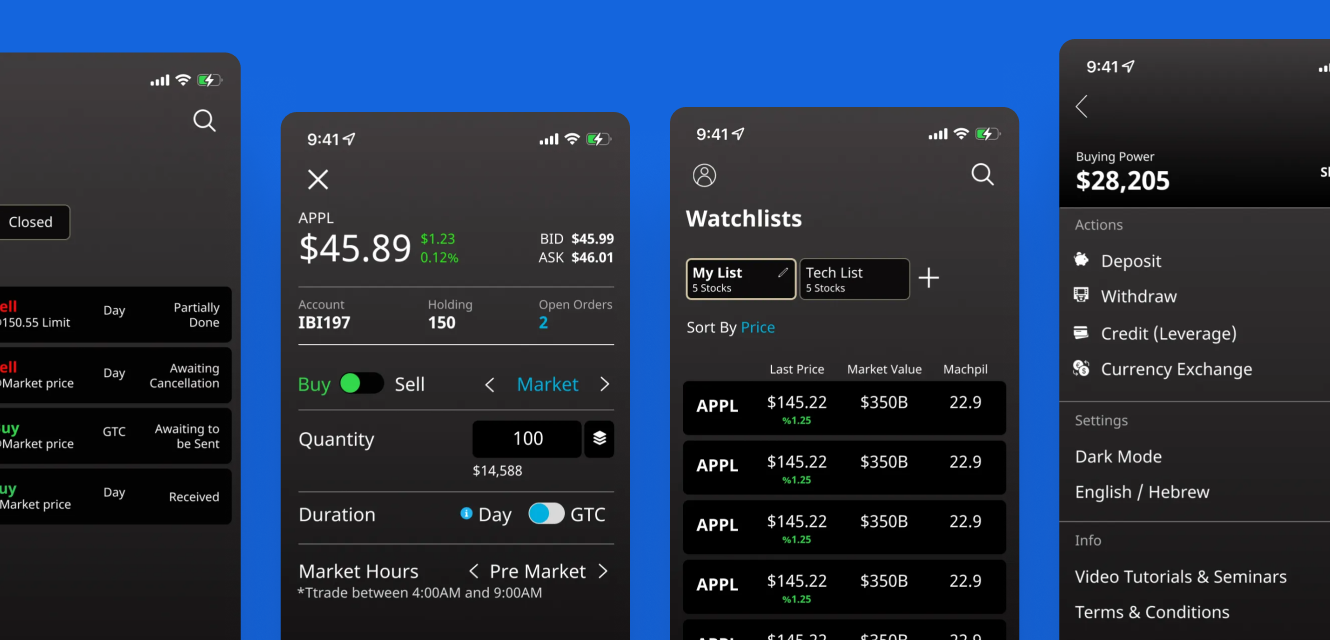 Closed
Day
Partially
150.55 Limit
Done
Day
Awaiting
Market price
Cancellation
GTC
Awaiting to
Market price
be Sent
Day
Received
Market price
9:41
APPL
$45.89
$1.23
0.12%
BID $45.99
ASK $46.01
Account
Holding
Open Orders
IBI197
150
2
Buy
Sell
Market
Quantity
100
$14,588
Duration
Day
GTC
Market Hours
Pre Market
*Ttrade between 4:00AM and 9:00AM
9:41
Watchlists
My List
5 Stocks
Tech List
5 Stocks
Sort By Price
Last Price
Market Value
Machpil
APPL
$145.22
%1.25
$350B
22.9
APPL
$145.22
%1.25
$350B
22.9
APPL
$145.22
%1.25
$350B
22.9
APPL
$145.22
%1.25
$350B
22.9
9:41
Buying Power
$28,205
Actions
Deposit
Withdraw
Credit (Leverage)
Currency Exchange
Settings
Dark Mode
English / Hebrew
Info
Video Tutorials & Seminars
Terms & Conditions